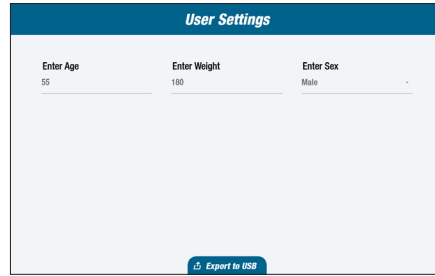 User Settings
Enter Age Enter Weight Enter Sex
55 180 Male
Export to USB